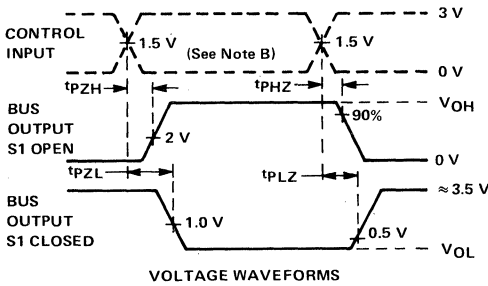 3 V
CONTROL
INPUT
1.5 V
(See Note B)
1.5 V
0 V
tPZH
tPHZ
VOH
BUS
OUTPUT
S1 OPEN
90%
2 V
0 V
tPZL
tPLZ
≈ 3.5 V
BUS
OUTPUT
S1 CLOSED
1.0 V
0.5 V
VOL
VOLTAGE WAVEFORMS